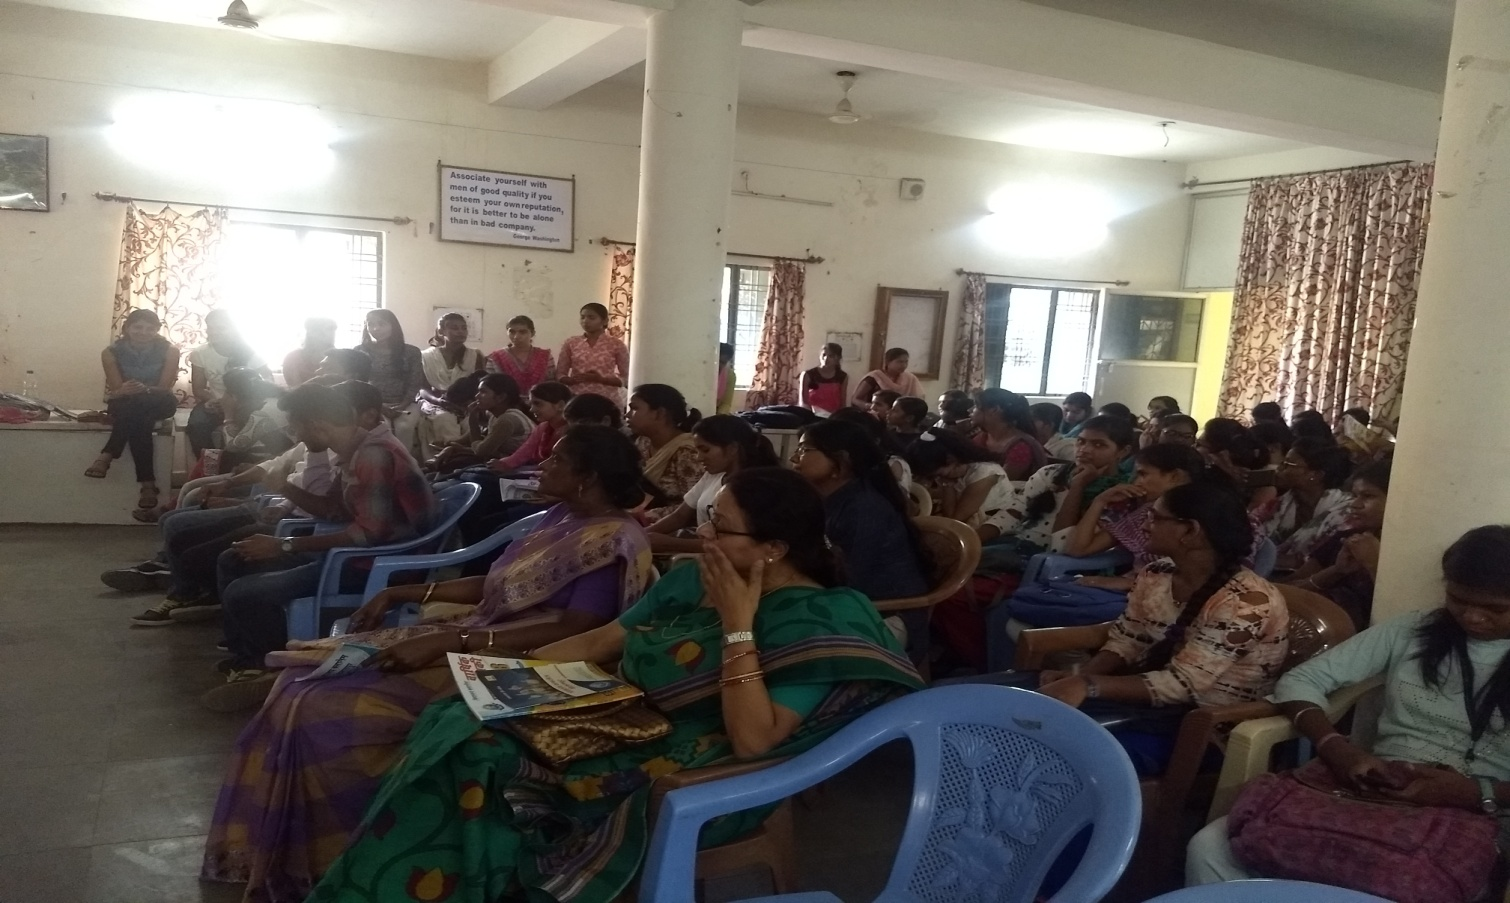 Associate yourself with
men of good quality if you
esteem your own reputation,
for it is better to be alone
than in bad company.
George Washington